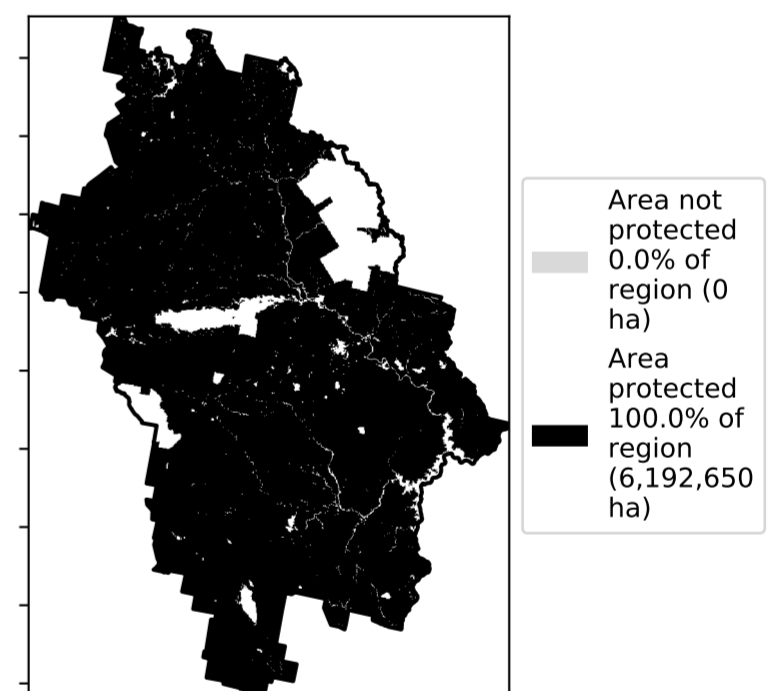 Area not
protected
0.0% of
region (0
ha)
Area
protected
100.0% of
region
(6,192,650
ha)